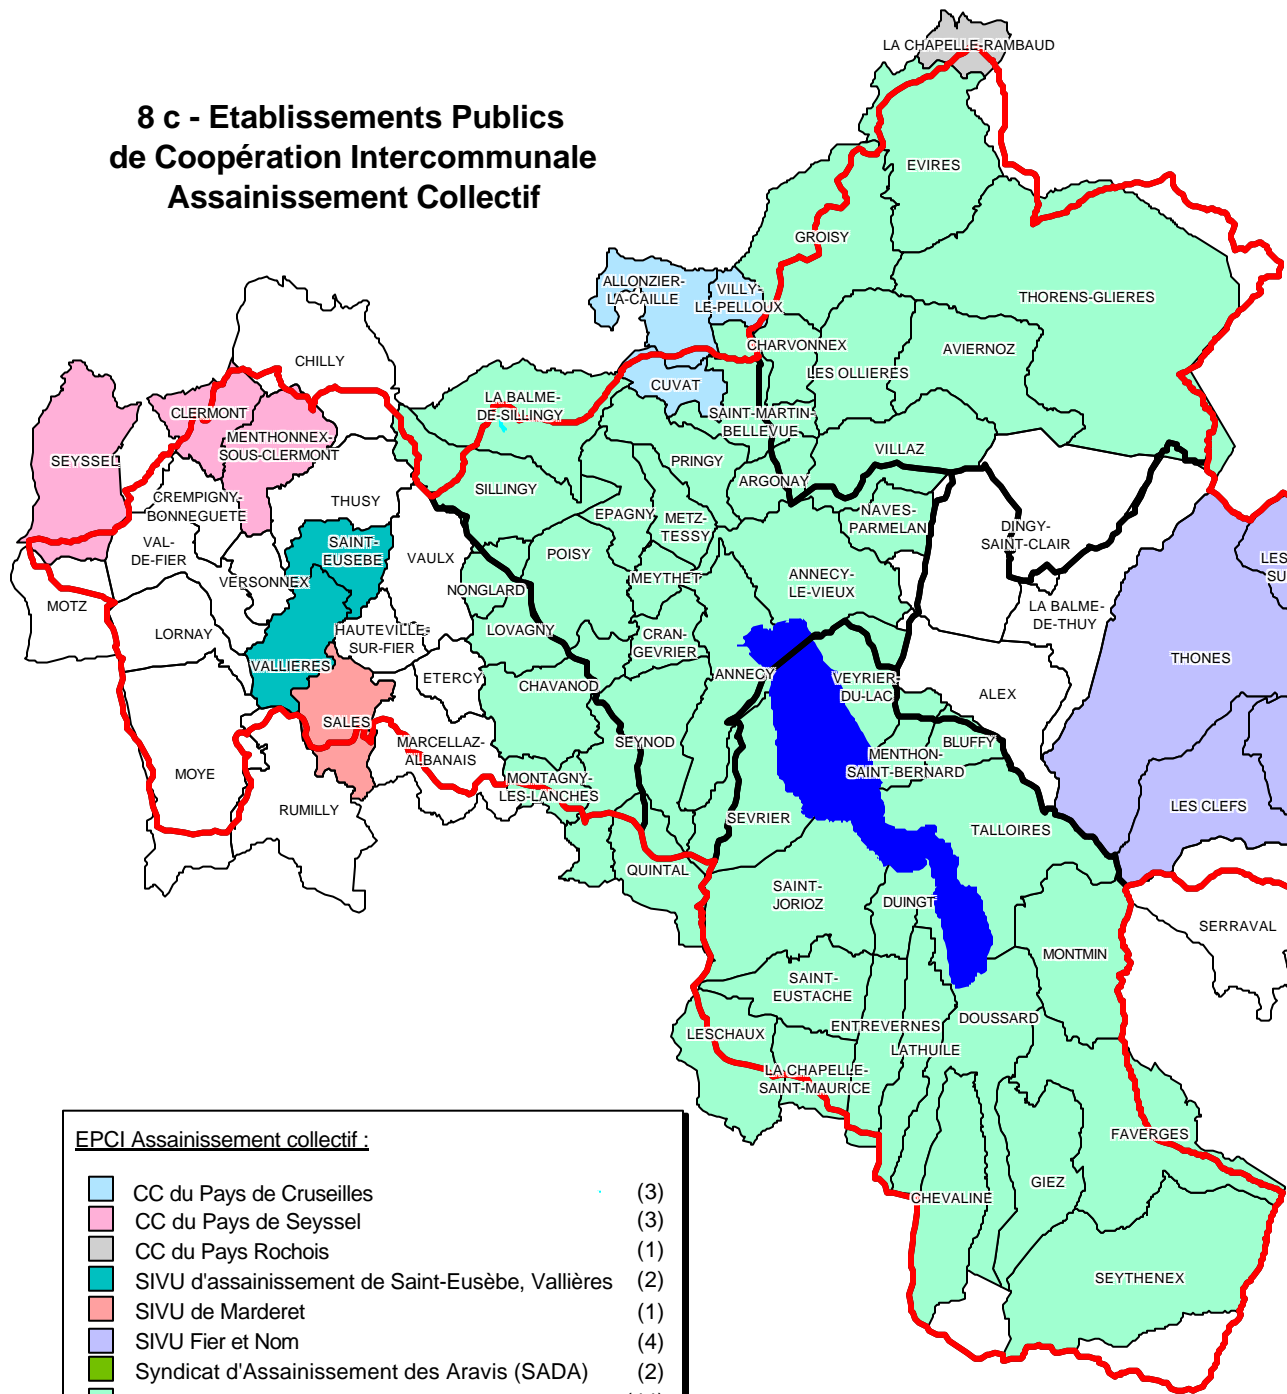 8 c - Etablissements Publics
de Coopération Intercommunale
Assainissement Collectif
LA CHAPELLE-RAMBAUD
EVIRES
GROISY
THORENS-GLIERES
ALLONZIER-
LA-CAILLE
VILLY-
LE-PELLOUX
CHARVONNEX
AVIERNOZ
LES OLLIERES
CHILLY
CUVAT
LA BALME-
DE-SILLINGY
SAINT-MARTIN-
BELLEVUE
CLERMONT
MENTHONNEX-
SOUS-CLERMONT
SEYSSEL
VILLAZ
PRINGY
ARGONAY
SILLINGY
CREMPIGNY-
BONNEGUETE
THUSY
EPAGNY
METZ-
TESSY
NAVES-
PARMELAN
DINGY-
SAINT-CLAIR
VAL-
DE-FIER
SAINT-
EUSEBE
VAULX
POISY
LES
SU
VERSONNEX
NONGLARD
MEYTHET
ANNECY-
LE-VIEUX
MOTZ
LA BALME-
DE-THUY
LORNAY
HAUTEVILLE-
SUR-FIER
LOVAGNY
CRAN-
GEVRIER
THONES
VALLIERES
ETERCY
CHAVANOD
ANNECY
VEYRIER-
DU-LAC
ALEX
SALES
MARCELLAZ-
ALBANAIS
SEYNOD
BLUFFY
MENTHON-
SAINT-BERNARD
MOYE
MONTAGNY-
LES-LANCHES
LES CLEFS
RUMILLY
SEVRIER
TALLOIRES
QUINTAL
SAINT-
JORIOZ
DUINGT
SERRAVAL
MONTMIN
SAINT-
EUSTACHE
DOUSSARD
LESCHAUX
ENTREVERNES
LATHUILE
LA CHAPELLE-
SAINT-MAURICE
FAVERGES
GIEZ
CHEVALINE
SEYTHENEX
EPCI Assainissement collectif :
CC du Pays de Cruseilles (3)
CC du Pays de Seyssel (3)
CC du Pays Rochois (1)
SIVU d'assainissement de Saint-Eusèbe, Vallières (2)
SIVU de Marderet (1)
SIVU Fier et Nom (4)
Syndicat d'Assainissement des Aravis (SADA) (2)